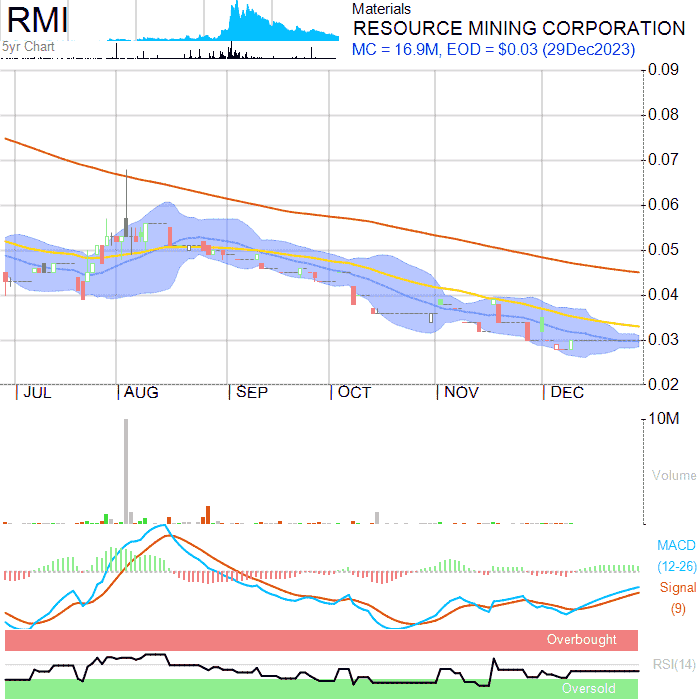 RMI
5yr Chart
Materials
RESOURCE MINING CORPORATION
MC = 16.9M, EOD = $0.03 (29Dec2023)
0.09
0.08
0.07
0.06
0.05
0.04
0.03
0.02
JUL AUG SEP OCT NOV DEC
10M
Volume
MACD
(12-26)
Signal
(9)
Overbought
RSI(14)
Oversold